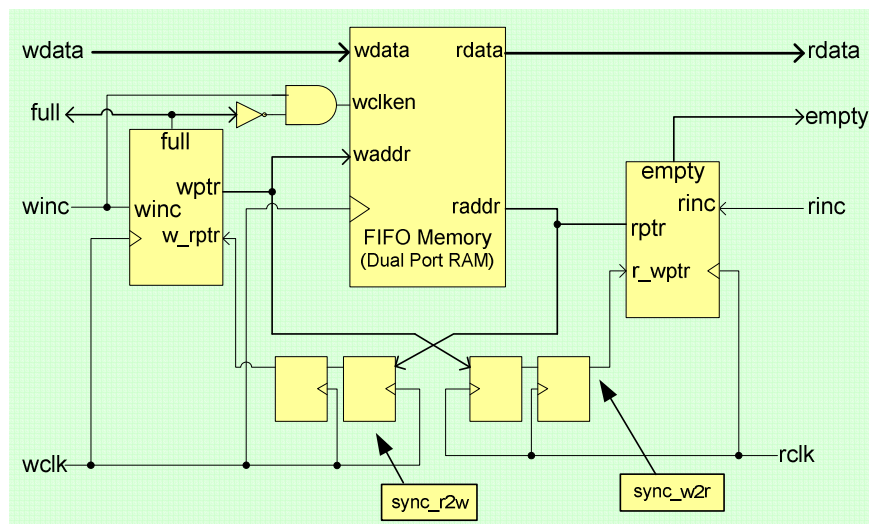 wdata
wdata
rdata
rdata
full
wclken
empty
full
waddr
wptr
empty
winc
winc
raddr
rinc
rinc
w_rptr
FIFO Memory
(Dual Port RAM)
rptr
r_wptr
wclk
rclk
sync_r2w
sync_w2r